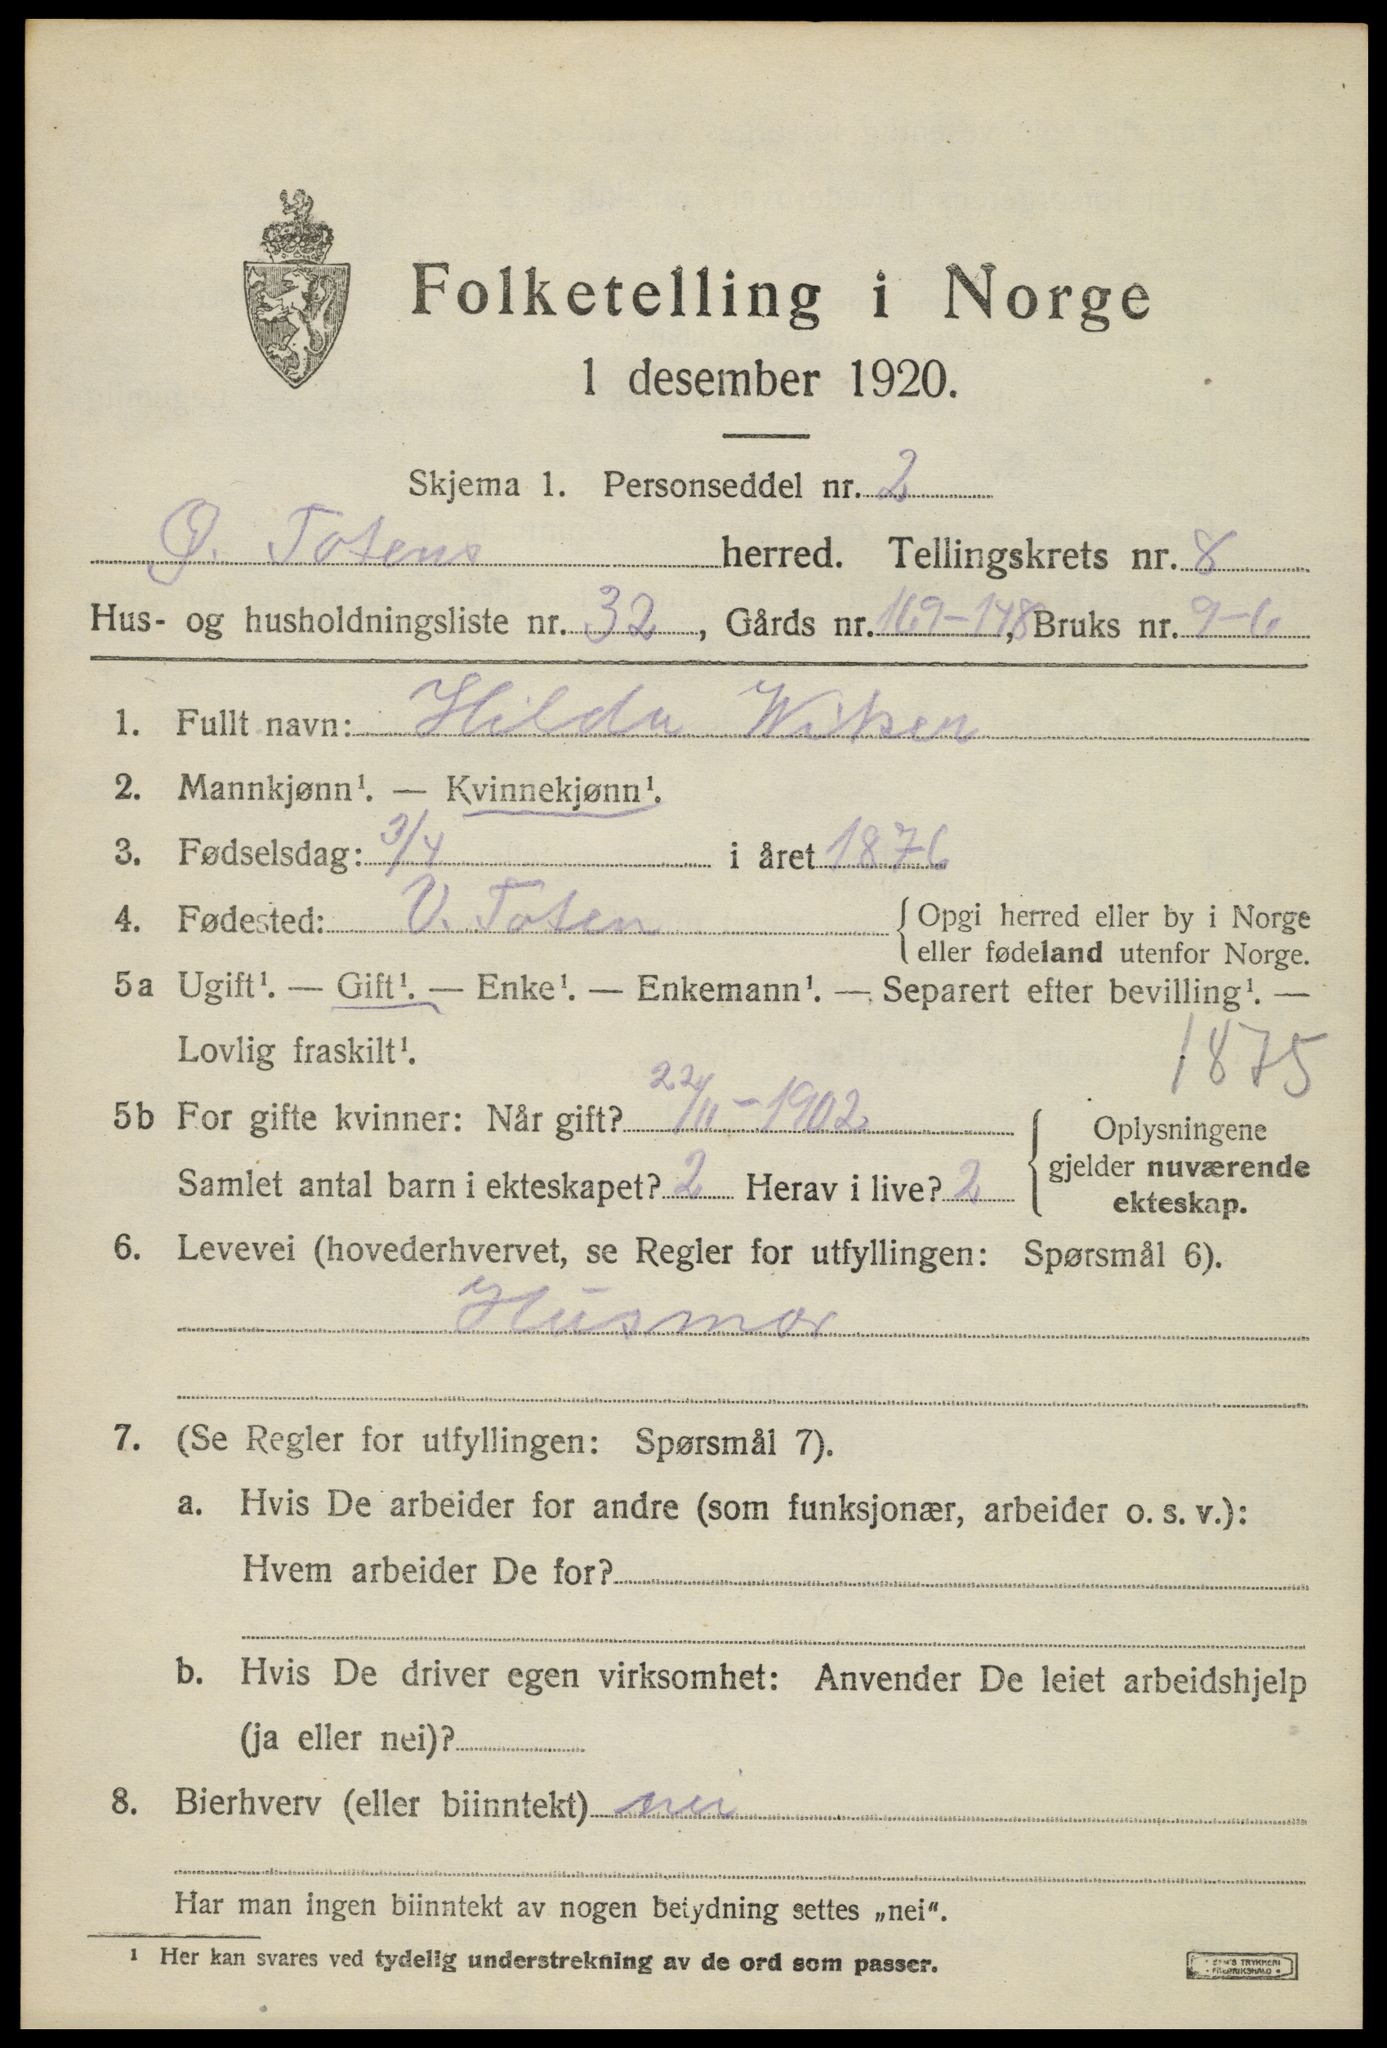 Folketelling i Norge
1 desember 1920.
Skjema 1. Personseddel nr. 2
Ø. Totens herred. Tellingskrets nr. 8
Hus- og husholdningsliste nr. 32, Gårds nr. 169-148, Bruks nr. 9-6
1. Fullt navn: Hilda Wiken
2. Mannkjønn¹. — Kvinnekjønn¹.
3. Fødselsdag: 3/4 i året 1876
4. Fødested: V. Toten { Opgi herred eller by i Norge
eller fødeland utenfor Norge.
5a Ugift¹. — Gift¹. — Enke¹. — Enkemann¹. — Separert efter bevilling¹. —
Lovlig fraskilt¹.
1875
5b For gifte kvinner: Når gift? 22/11-1902
Samlet antal barn i ekteskapet? 2 Herav i live? 2
{ Oplysningene
gjelder nuværende
ekteskap.
6. Levevei (hovederhvervet, se Regler for utfyllingen: Spørsmål 6).
Husmor
7. (Se Regler for utfyllingen: Spørsmål 7).
a. Hvis De arbeider for andre (som funksjonær, arbeider o. s. v.):
Hvem arbeider De for?
b. Hvis De driver egen virksomhet: Anvender De leiet arbeidshjelp
(ja eller nei)?
8. Bierhverv (eller biinntekt) nei
Har man ingen biinntekt av nogen betydning settes „nei“.
¹ Her kan svares ved tydelig understrekning av de ord som passer.
TRYKKERI